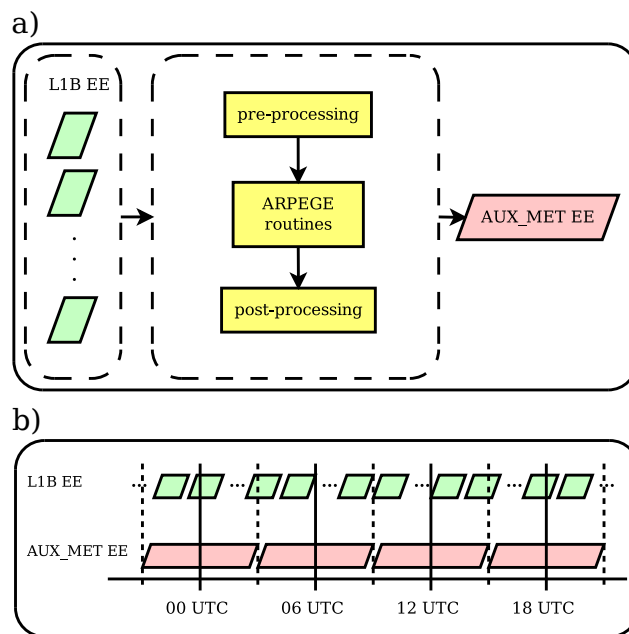 a)
L1B EE
pre-processing
ARPEGE
routines
post-processing
AUX_MET EE
b)
L1B EE
AUX_MET EE
00 UTC
06 UTC
12 UTC
18 UTC